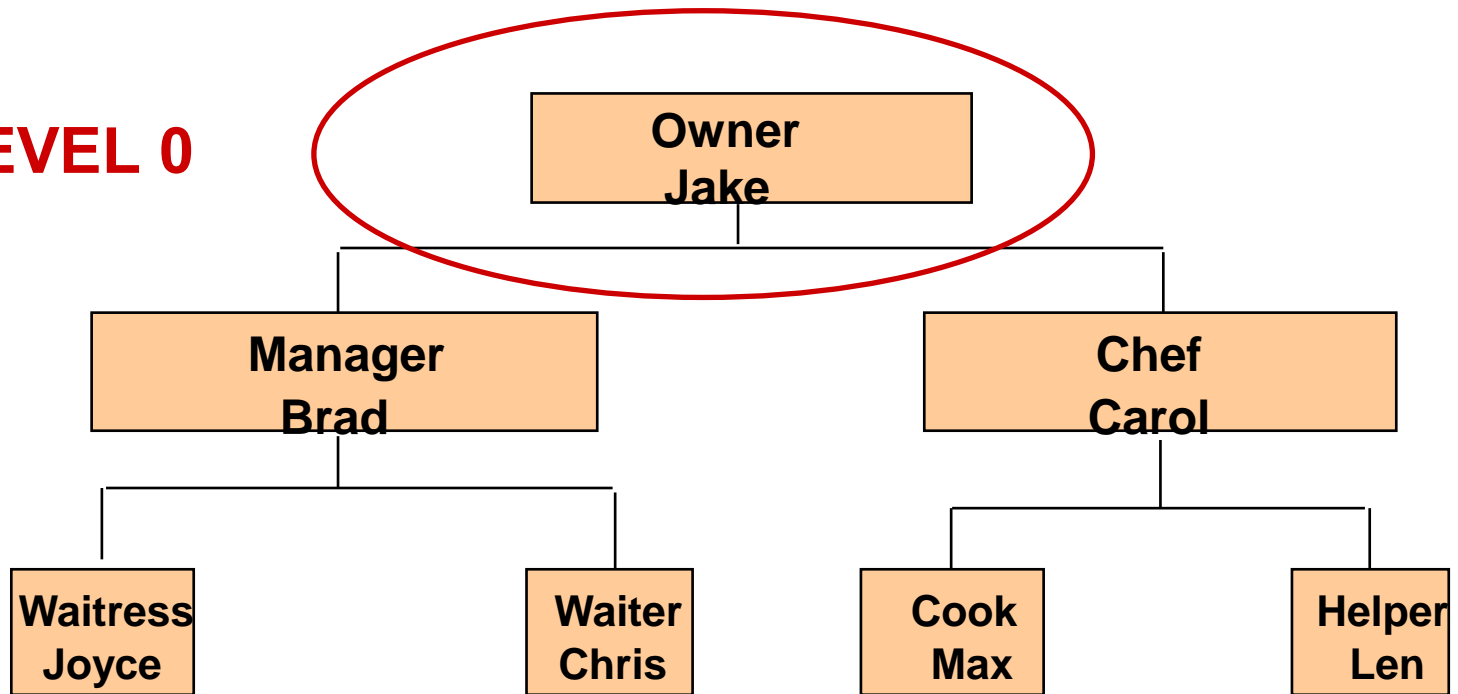 EVEL 0
Owner
Jake
Manager
Brad
Chef
Carol
Waitress
Joyce
Waiter
Chris
Cook
Max
Helper
Len